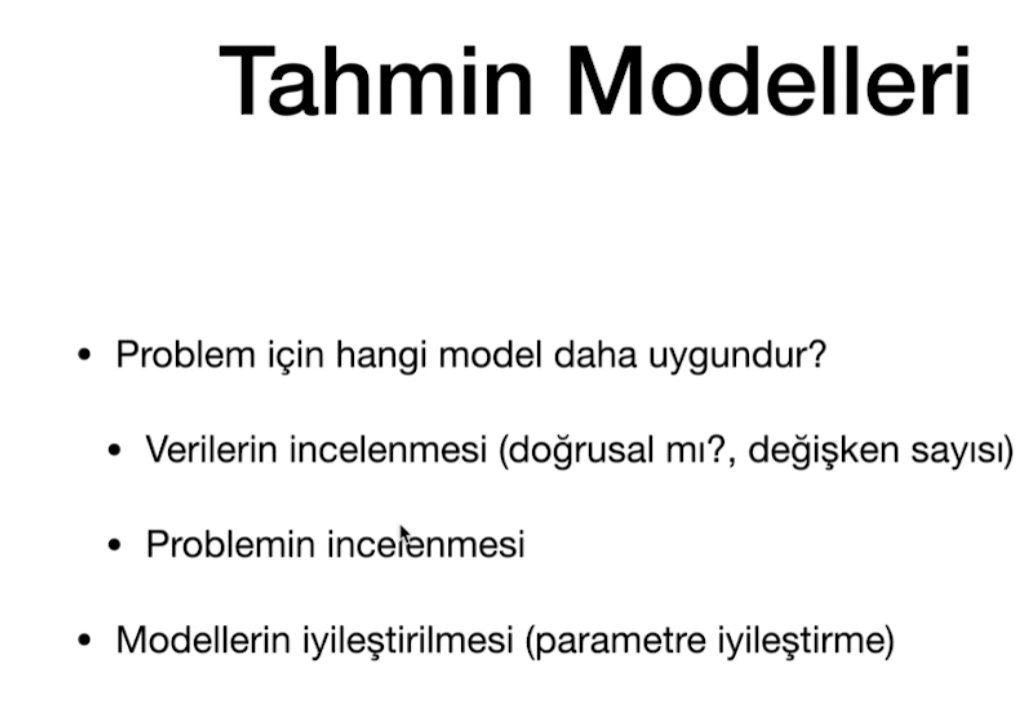 Tahmin Modelleri
• Problem için hangi model daha uygundur?
• Verilerin incelenmesi (doğrusal mı?, değişken sayısı)
• Problemin incelenmesi
• Modellerin iyileştirilmesi (parametre iyileştirme)